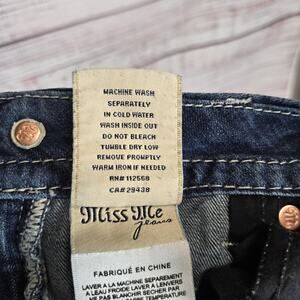 MACHINE WASH
SEPARATELY
IN COLD WATER
WASH INSIDE OUT
DO NOT BLEACH
TUMBLE DRY LOW
REMOVE PROMPTLY
WARM IRON IF NEEDED
RN# 112558
CA# 29438
Miss Me
jeans
FABRIQUÉ EN CHINE
LAVER A LA MACHINE SEPAREMENT
A L'EAU FROIDE LAVER A L'ENVERS
NE PAS BLANCHIR SECHER PAR